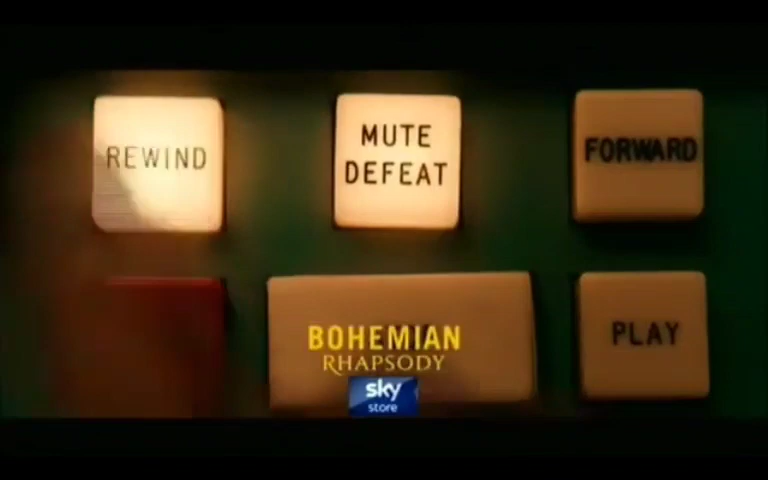 REWIND
MUTE
DEFEAT
FORWARD
PLAY
BOHEMIAN
RHAPSODY
sky
store